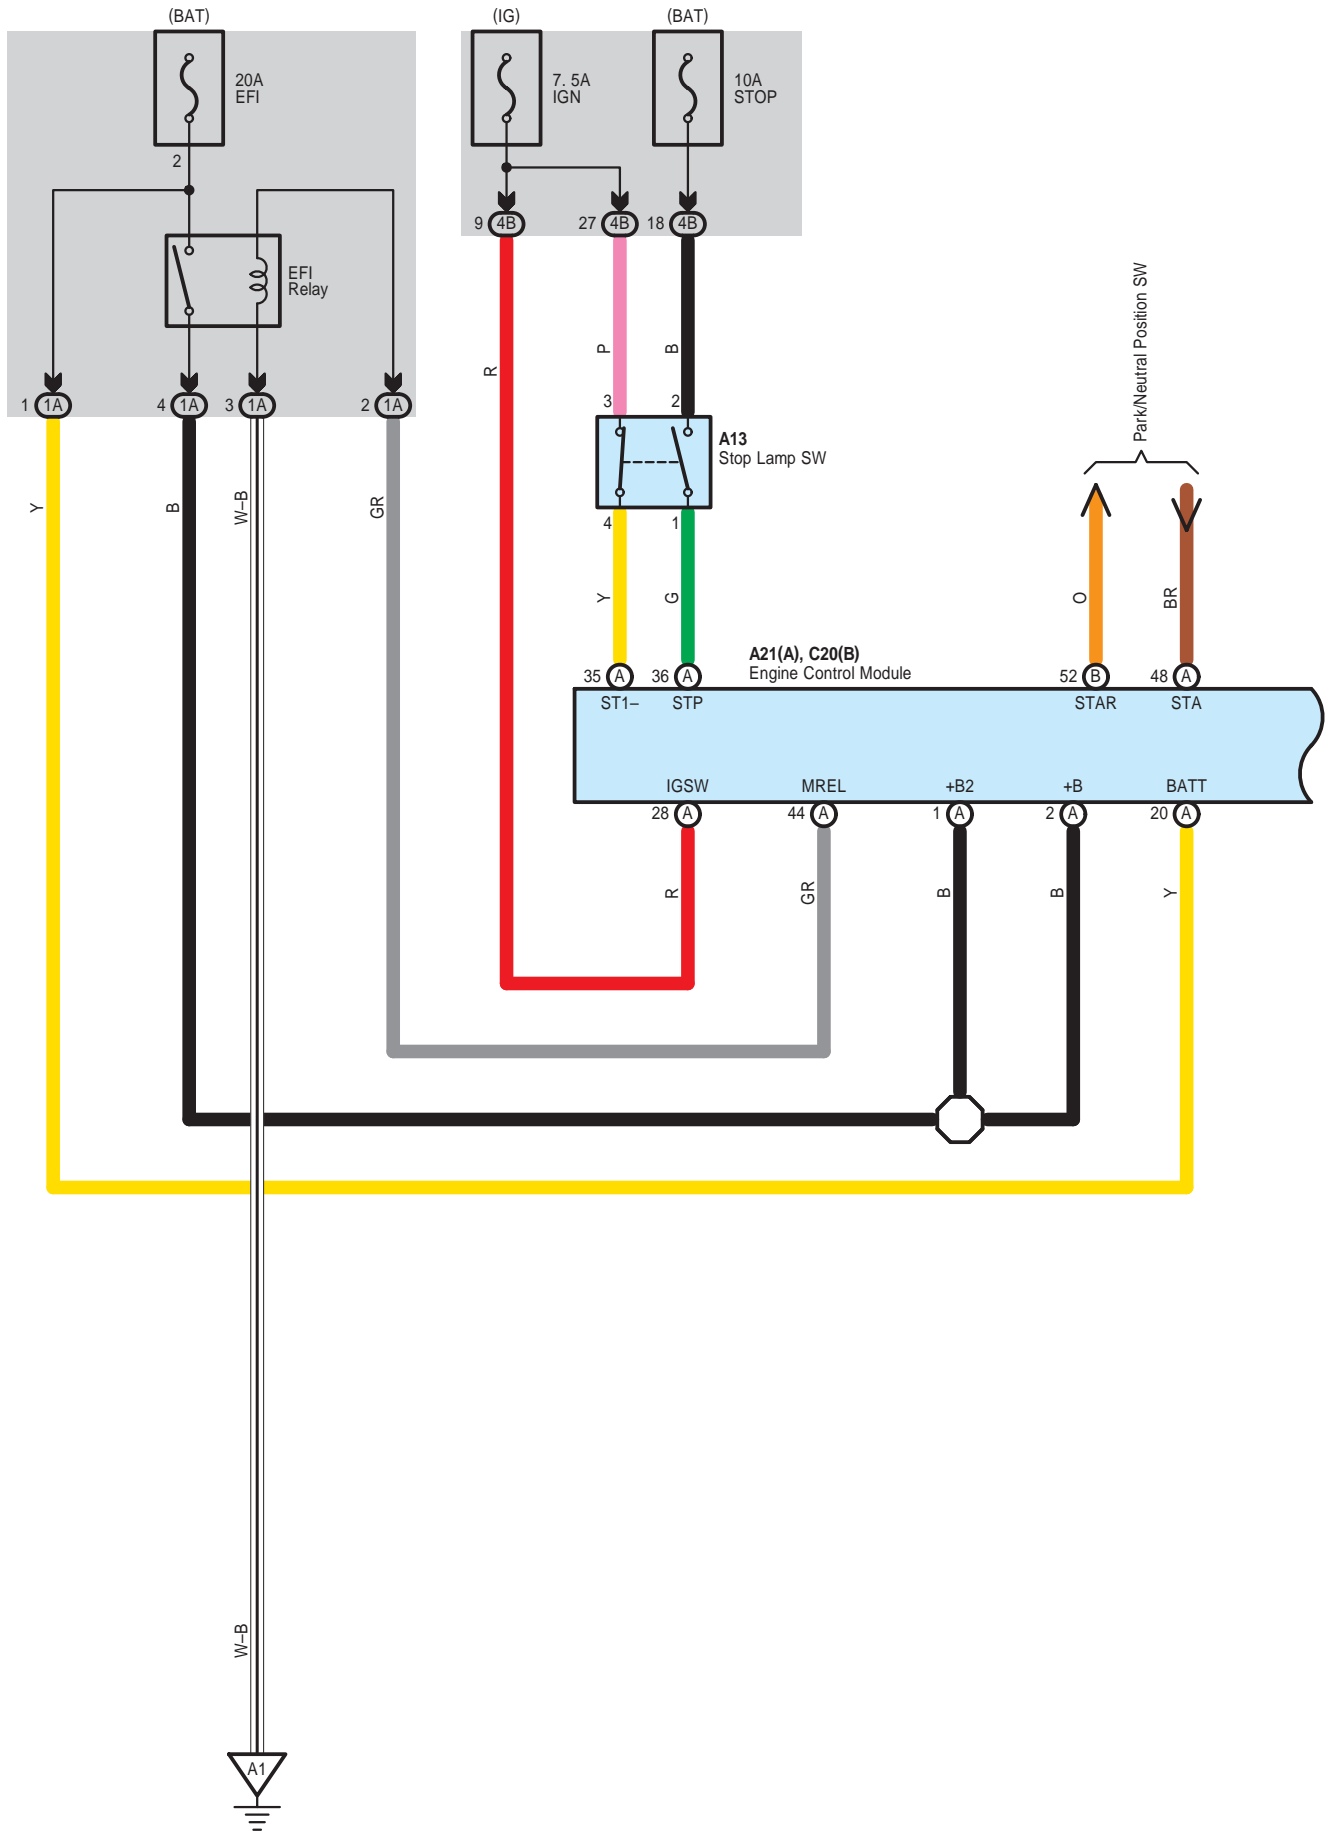 (BAT)
(IG)
(BAT)
20A
EFI
7. 5A
IGN
10A
STOP
2
9 4B
27 4B
18 4B
EFI
Relay
Park/Neutral Position SW
R
P
B
1 1A
4 1A
3 1A
2 1A
3
2
A13
Stop Lamp SW
Y
B
W–B
GR
4
1
Y
G
O
BR
A21(A), C20(B)
Engine Control Module
35 A
36 A
52 B
48 A
ST1–
STP
STAR
STA
IGSW
MREL
+B2
+B
BATT
28 A
44 A
1 A
2 A
20 A
R
GR
B
B
Y
W–B
A1